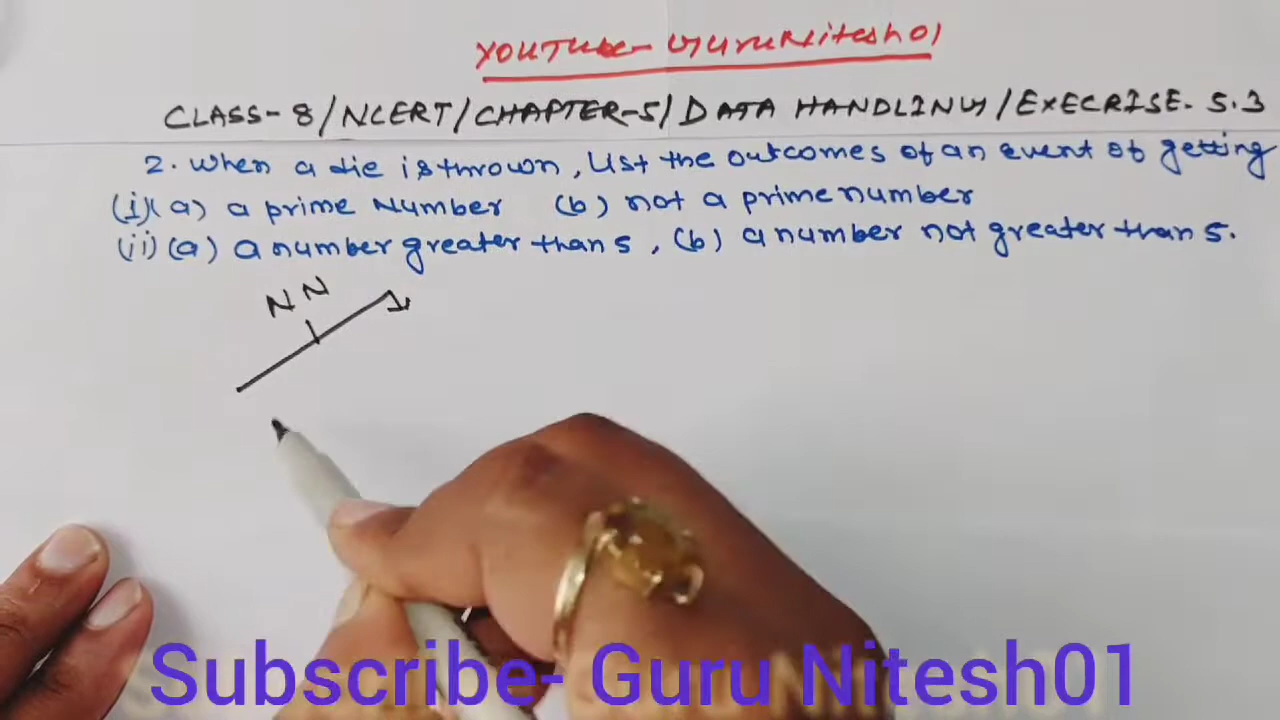 YOUTUBE- GuruNitesh01
CLASS-8/NCERT/CHAPTER-5/DATA HANDLING/EXECRISE-5.3
2. When a die is thrown, List the outcomes of an event of getting
(i)(a) a prime Number (b) not a prime number
(ii)(a) a number greater than 5, (b) a number not greater than 5.
N N
Subscribe- Guru Nitesh01